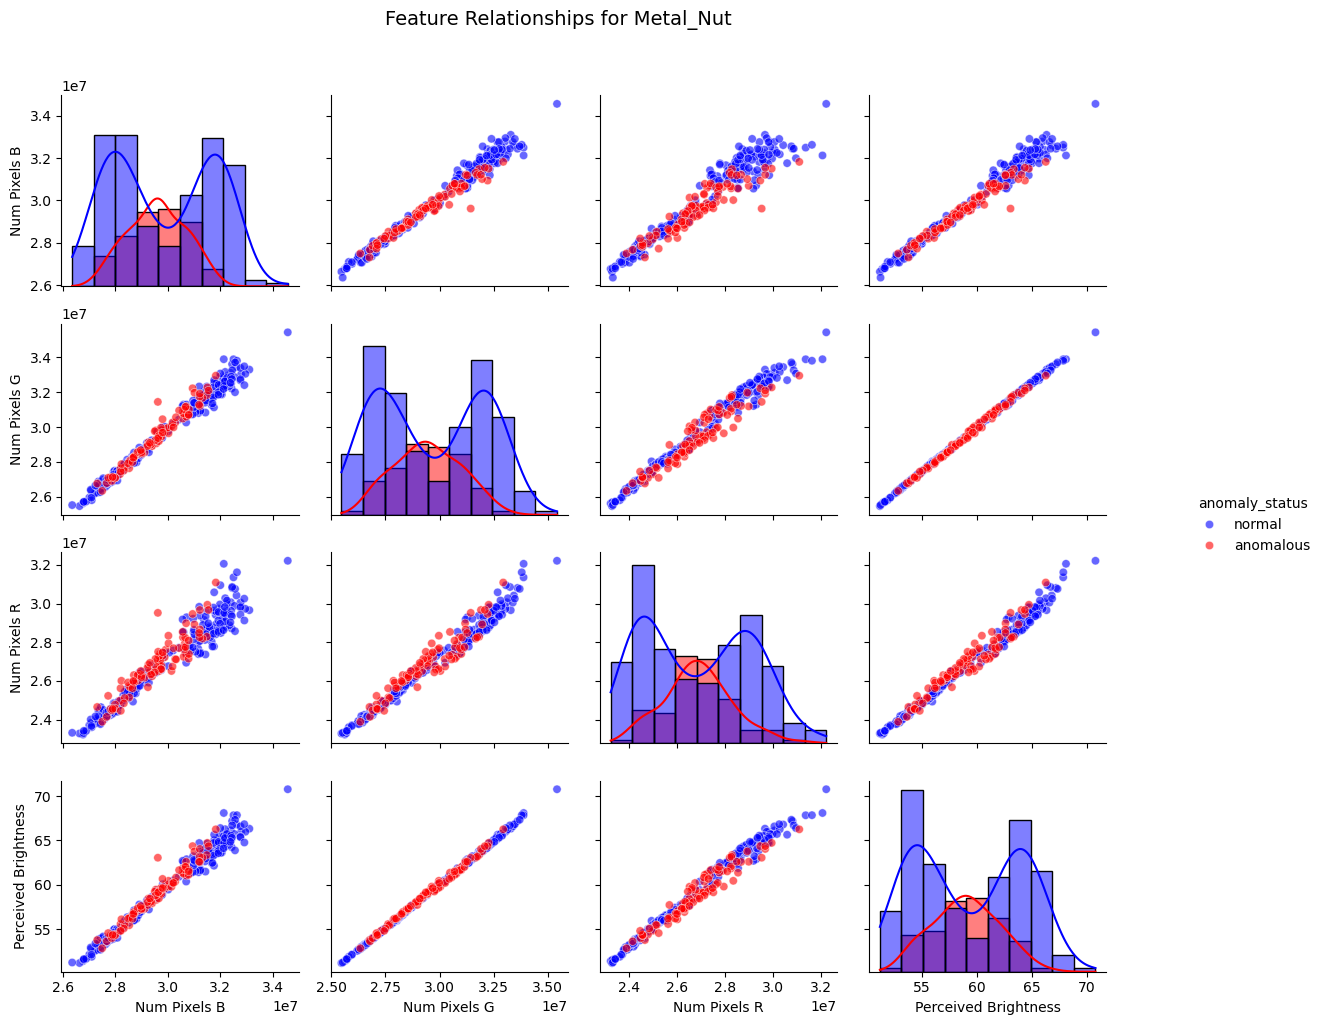 Feature Relationships for Metal_Nut
1e7
3.4
3.2
3.0
2.8
2.6
Num Pixels B
1e7
3.4
3.2
3.0
2.8
2.6
Num Pixels G
anomaly_status
normal
anomalous
1e7
3.2
3.0
2.8
2.6
2.4
Num Pixels R
70
65
60
55
Perceived Brightness
2.6 2.8 3.0 3.2 3.4 2.50 2.75 3.00 3.25 3.50 2.4 2.6 2.8 3.0 3.2 55 60 65 70
1e7 1e7 1e7
Num Pixels B Num Pixels G Num Pixels R Perceived Brightness